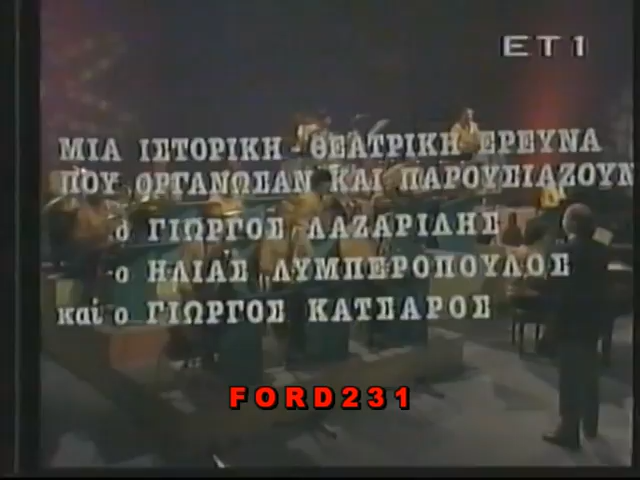 ΕΤ1
ΜΙΑ ΙΣΤΟΡΙΚΗ ΘΕΑΤΡΙΚΗ ΕΡΕΥΝΑ
ΠΟΥ ΟΡΓΑΝΩΣΑΝ ΚΑΙ ΠΑΡΟΥΣΙΑΖΟΥΝ
ό ΓΙΩΡΓΟΣ ΛΑΖΑΡΙΔΗΣ
ο ΗΛΙΑΣ ΛΥΜΠΕΡΟΠΟΥΛΟΣ
καί ο ΓΙΩΡΓΟΣ ΚΑΤΣΑΡΟΣ
FORD231